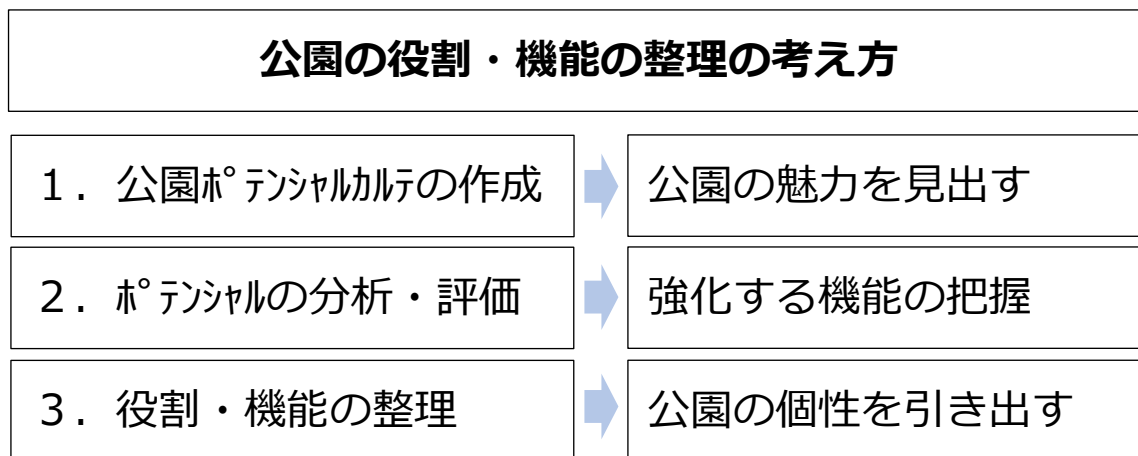 公園の役割・機能の整理の考え方
１．公園ﾎﾟﾃﾝｼｬﾙｶﾙﾃの作成
公園の魅力を見出す
２．ﾎﾟﾃﾝｼｬﾙの分析・評価
強化する機能の把握
３．役割・機能の整理
公園の個性を引き出す